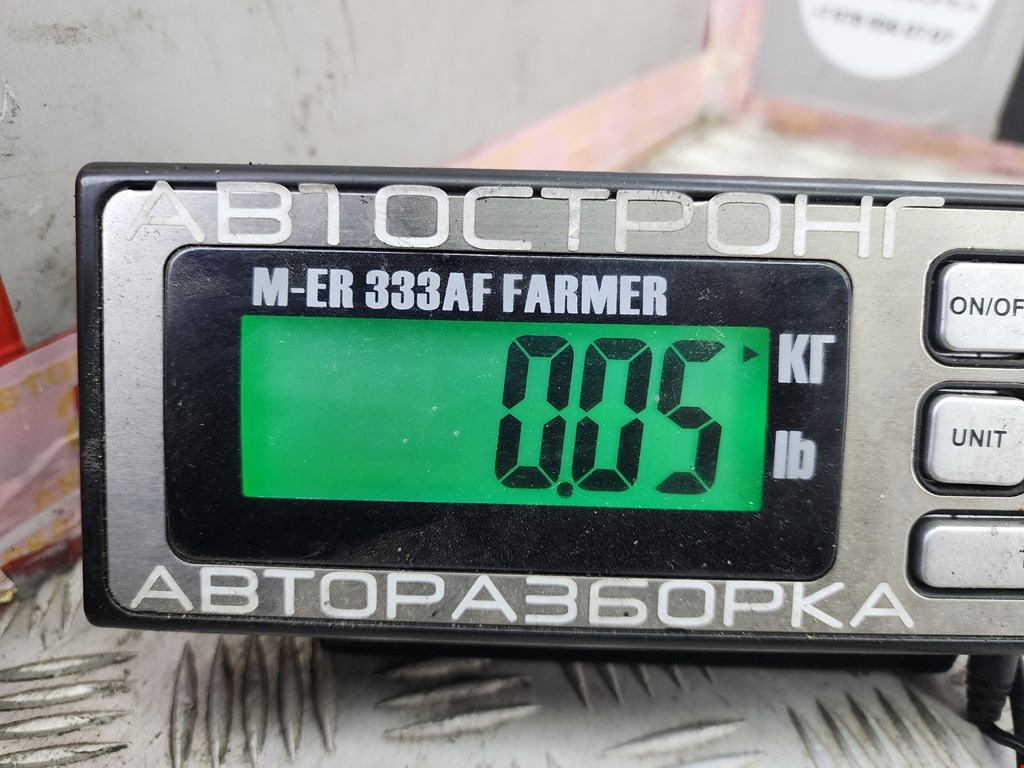 АВТОСТРОНГ
M-ER 333AF FARMER
0.05
КГ
lb
ON/OF
UNIT
АВТОРАЗБОРКА